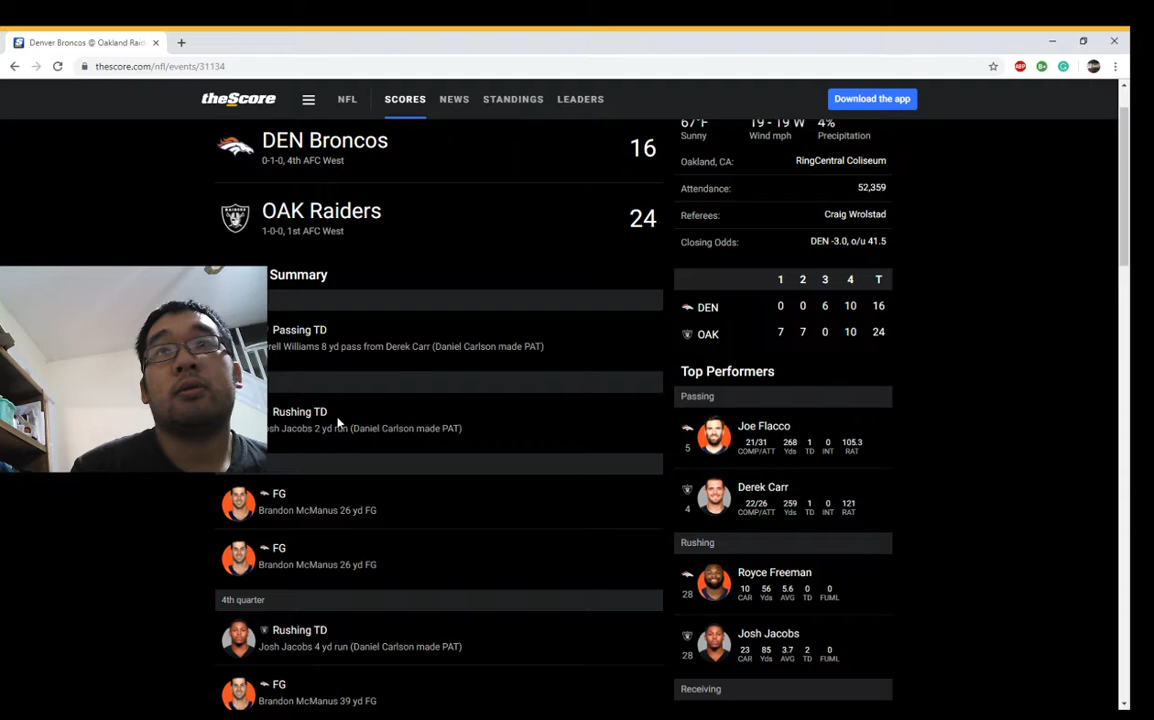 Denver Broncos @ Oakland Raid
thescore.com/nfl/events/31134
ABP
theScore
NFL
SCORES
NEWS
STANDINGS
LEADERS
Download the app
DEN Broncos
0-1-0, 4th AFC West
16
OAK Raiders
1-0-0, 1st AFC West
24
67°F
19 - 19 W
4%
Sunny
Wind mph
Precipitation
Oakland, CA:
RingCentral Coliseum
Attendance:
52,359
Referees:
Craig Wrolstad
Closing Odds:
DEN -3.0, o/u 41.5
1 2 3 4 T
DEN 0 0 6 10 16
OAK 7 7 0 10 24
Summary
Passing TD
rell Williams 8 yd pass from Derek Carr (Daniel Carlson made PAT)
Rushing TD
osh Jacobs 2 yd run (Daniel Carlson made PAT)
FG
Brandon McManus 26 yd FG
FG
Brandon McManus 26 yd FG
4th quarter
Rushing TD
Josh Jacobs 4 yd run (Daniel Carlson made PAT)
FG
Brandon McManus 39 yd FG
Top Performers
Passing
5
Joe Flacco
21/31 268 1 0 105.3
COMP/ATT Yds TD INT RAT
4
Derek Carr
22/26 259 1 0 121
COMP/ATT Yds TD INT RAT
Rushing
28
Royce Freeman
10 56 5.6 0 0
CAR Yds AVG TD FUML
28
Josh Jacobs
23 85 3.7 2 0
CAR Yds AVG TD FUML
Receiving